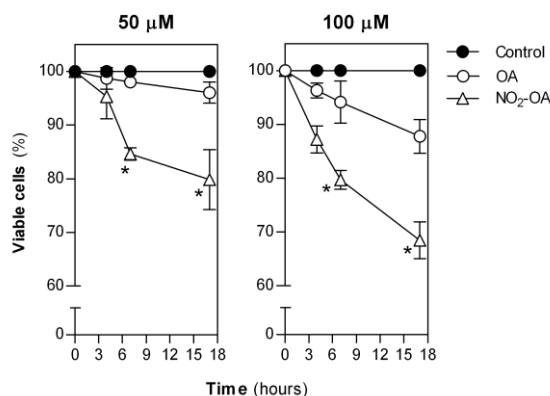 50 μM
100 μM
Control
OA
NO₂-OA
Viable cells (%)
100
90
80
70
60
0
100
90
80
70
60
0
*
*
*
*
0 3 6 9 12 15 18
0 3 6 9 12 15 18
Time (hours)